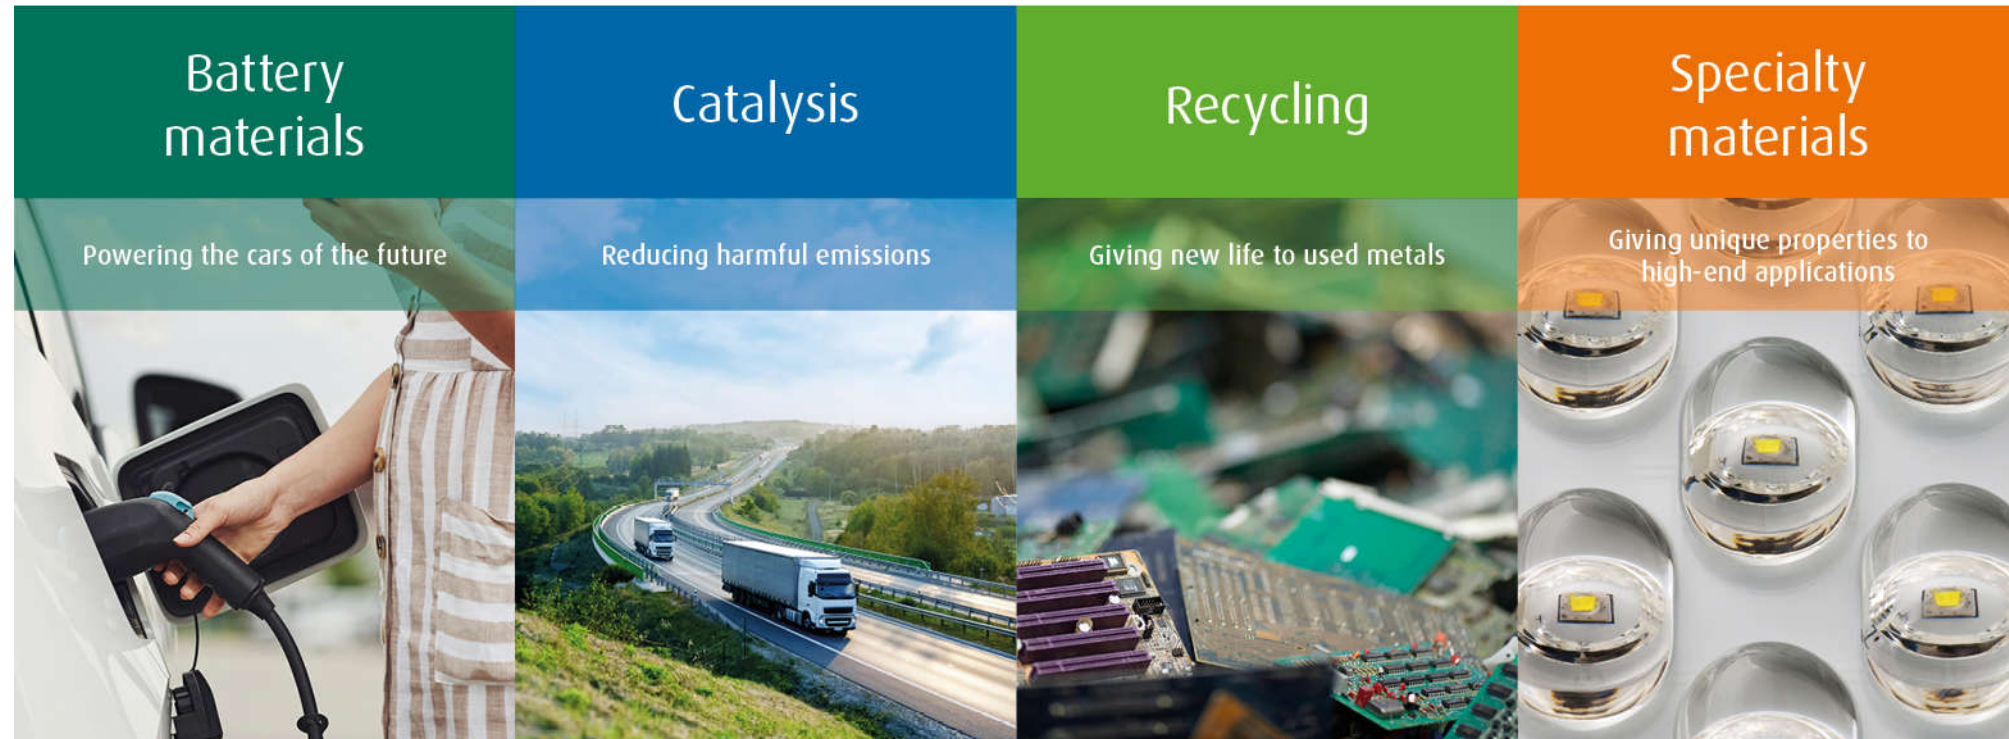 Battery
materials
Powering the cars of the future
Catalysis
Reducing harmful emissions
Recycling
Giving new life to used metals
Specialty
materials
Giving unique properties to
high-end applications